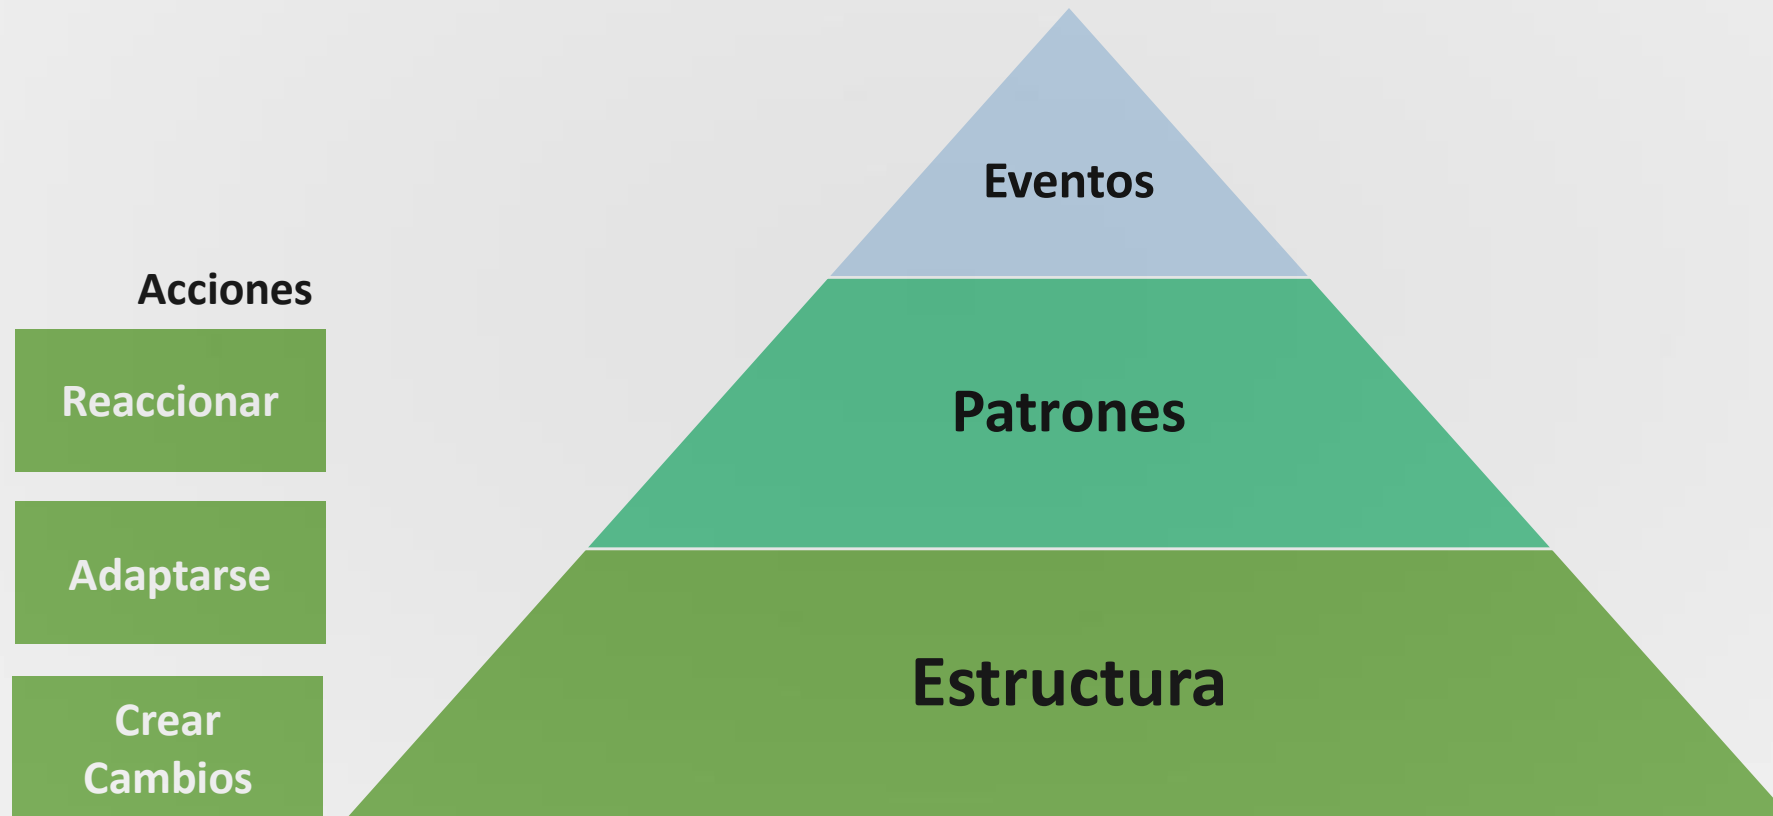 Eventos
Acciones
Reaccionar
Patrones
Adaptarse
Estructura
Crear
Cambios